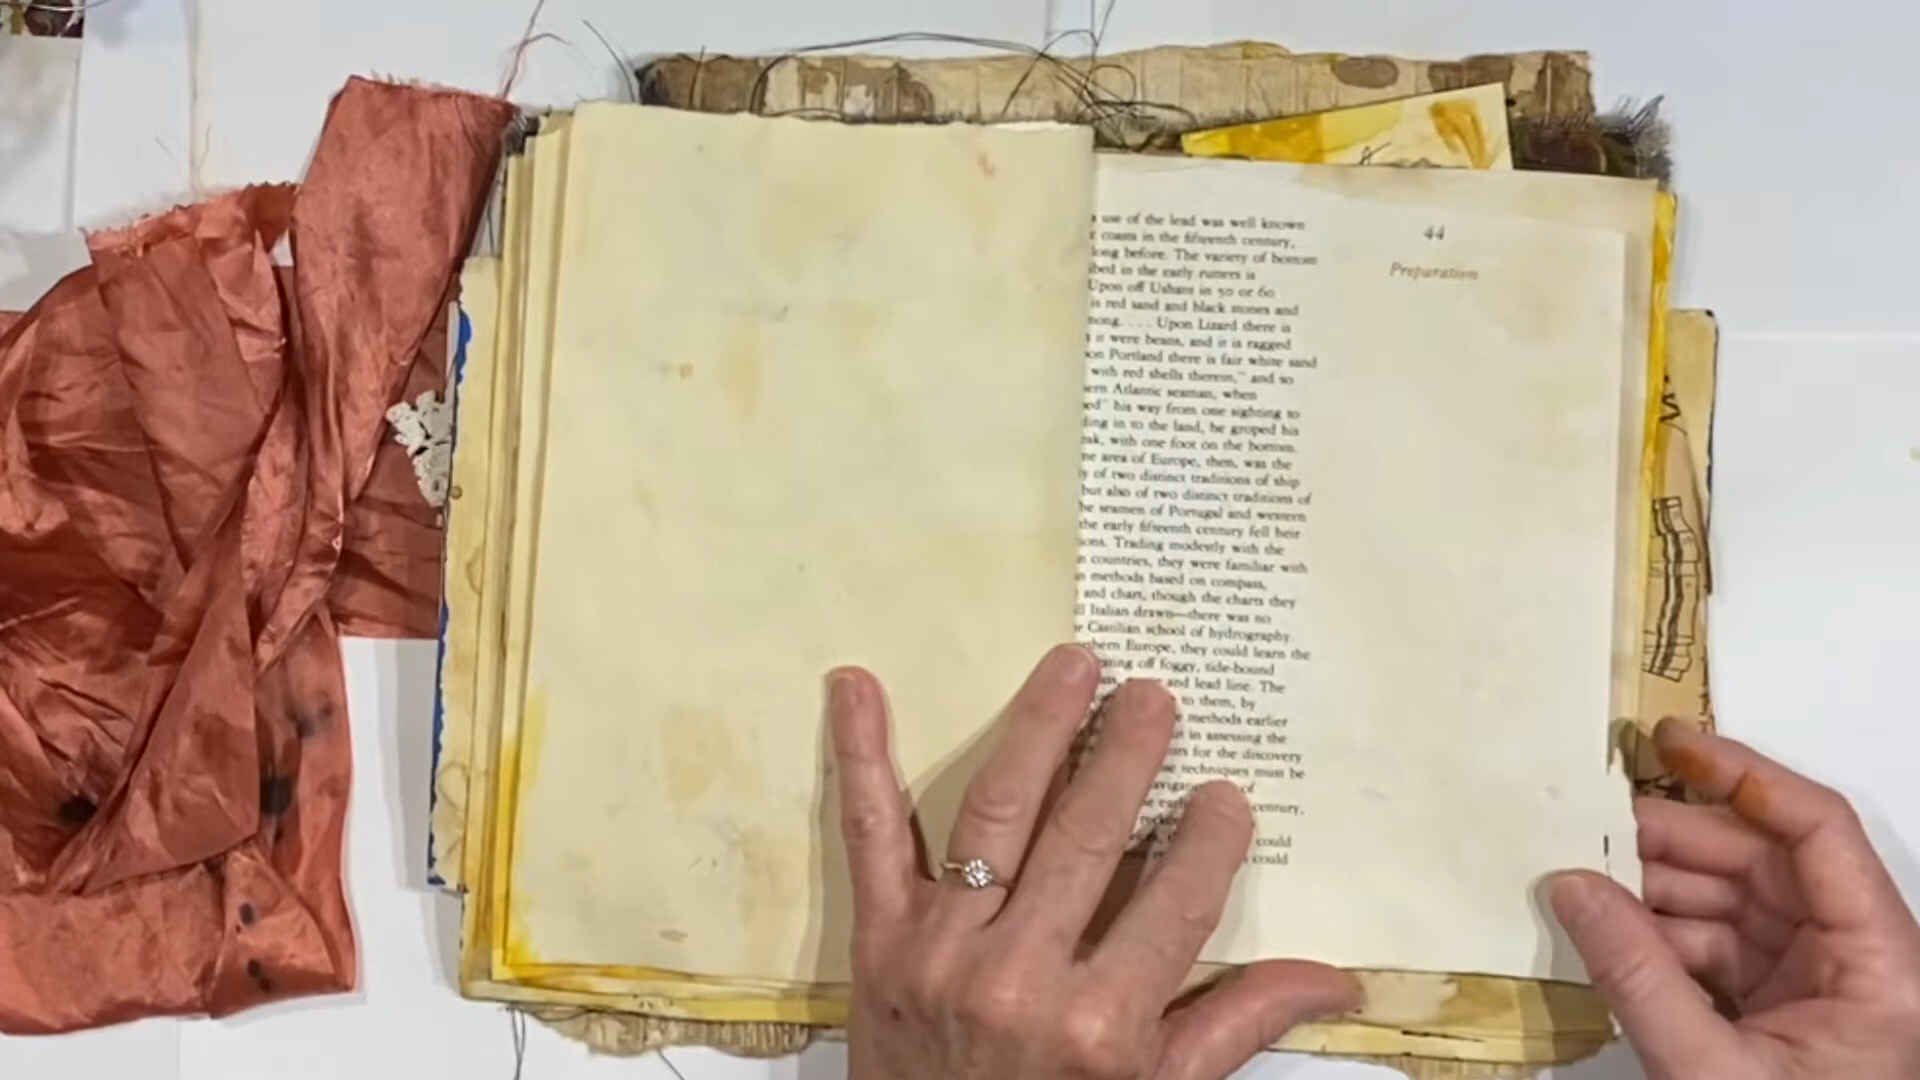 use of the lead was well known
coasts in the fifteenth century,
long before. The variety of bottom
in the early rutters is
Upon off Ushant in 50 or 60
is red sand and black stones and
. . . . Upon Lizard there is
it were beans, and it is ragged
Portland there is fair white sand
with red shells therein," and so
Atlantic seaman, when
his way from one sighting to
in to the land, he groped his
with one foot on the bottom.
area of Europe, then, was the
of two distinct traditions of ship
but also of two distinct traditions of
seamen of Portugal and western
the early fifteenth century fell heir
Trading modestly with the
countries, they were familiar with
methods based on compass,
and chart, though the charts they
Italian drawn—there was no
Castilian school of hydrography.
Europe, they could learn the
off foggy, tide-bound
and lead line. The
to them, by
methods earlier
in assessing the
for the discovery
techniques must be
of
century,
could
could
44
Preparation